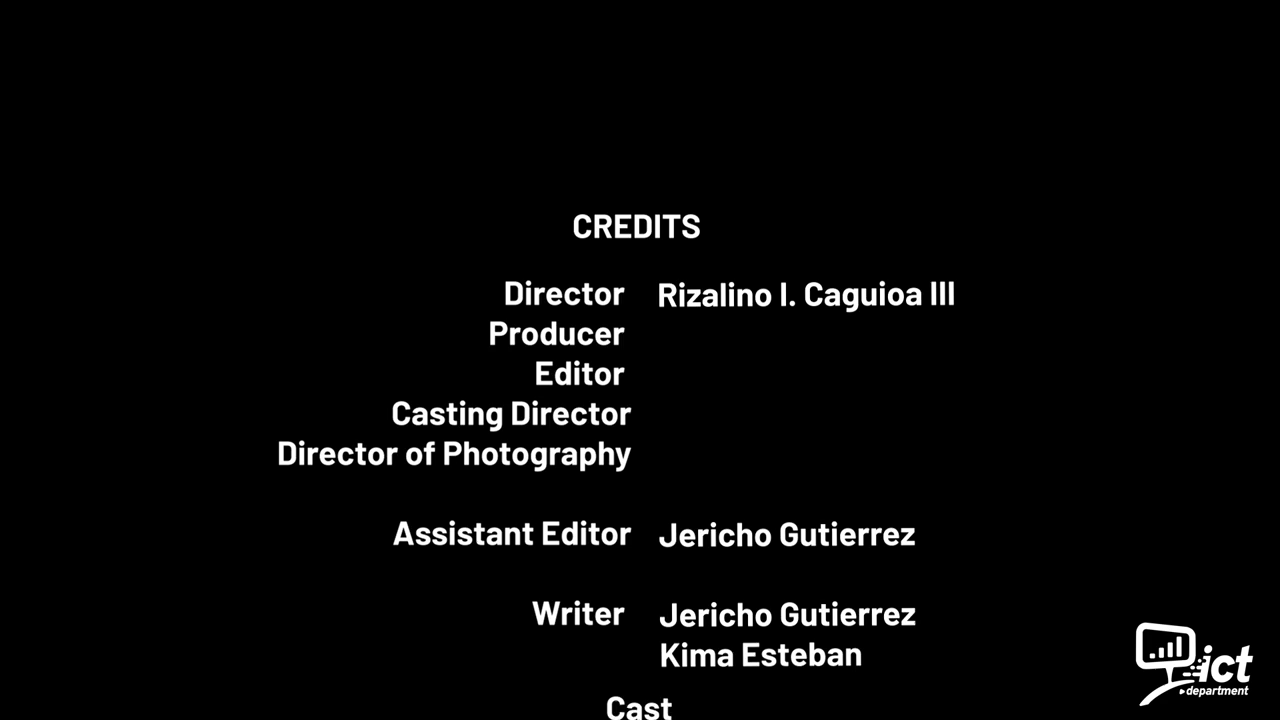 CREDITS
Director Rizalino I. Caguioa III
Producer
Editor
Casting Director
Director of Photography
Assistant Editor Jericho Gutierrez
Writer Jericho Gutierrez
Kima Esteban
Cast
ict
department